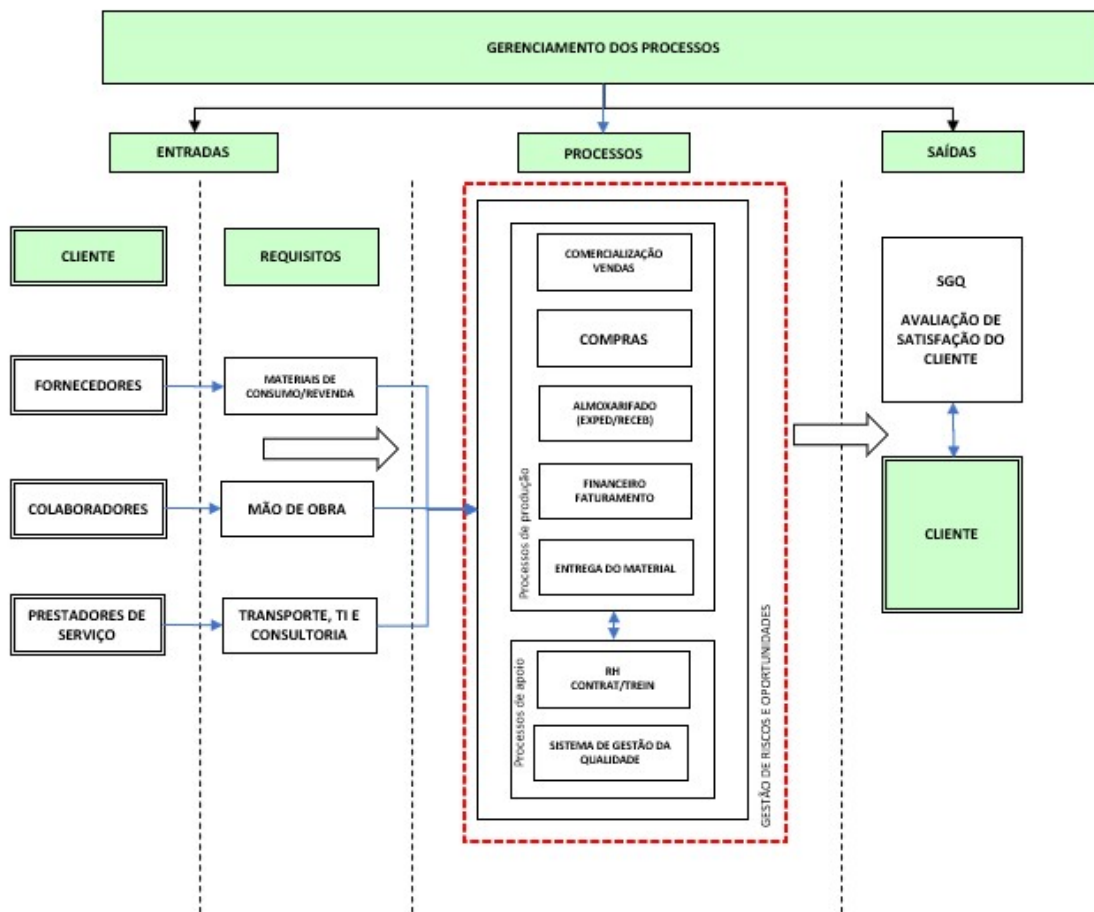 GERENCIAMENTO DOS PROCESSOS
ENTRADAS
PROCESSOS
SAÍDAS
CLIENTE
REQUISITOS
FORNECEDORES
MATERIAIS DE
CONSUMO/REVENDA
COLABORADORES
MÃO DE OBRA
PRESTADORES DE
SERVIÇO
TRANSPORTE, TI E
CONSULTORIA
Processos de produção
COMERCIALIZAÇÃO
VENDAS
COMPRAS
ALMOXARIFADO
(EXPED/RECEB)
FINANCEIRO
FATURAMENTO
ENTREGA DO MATERIAL
Processos de apoio
RH
CONTRAT/TREIN
SISTEMA DE GESTÃO DA
QUALIDADE
GESTÃO DE RISCOS E OPORTUNIDADES
SGQ
AVALIAÇÃO DE
SATISFAÇÃO DO
CLIENTE
CLIENTE